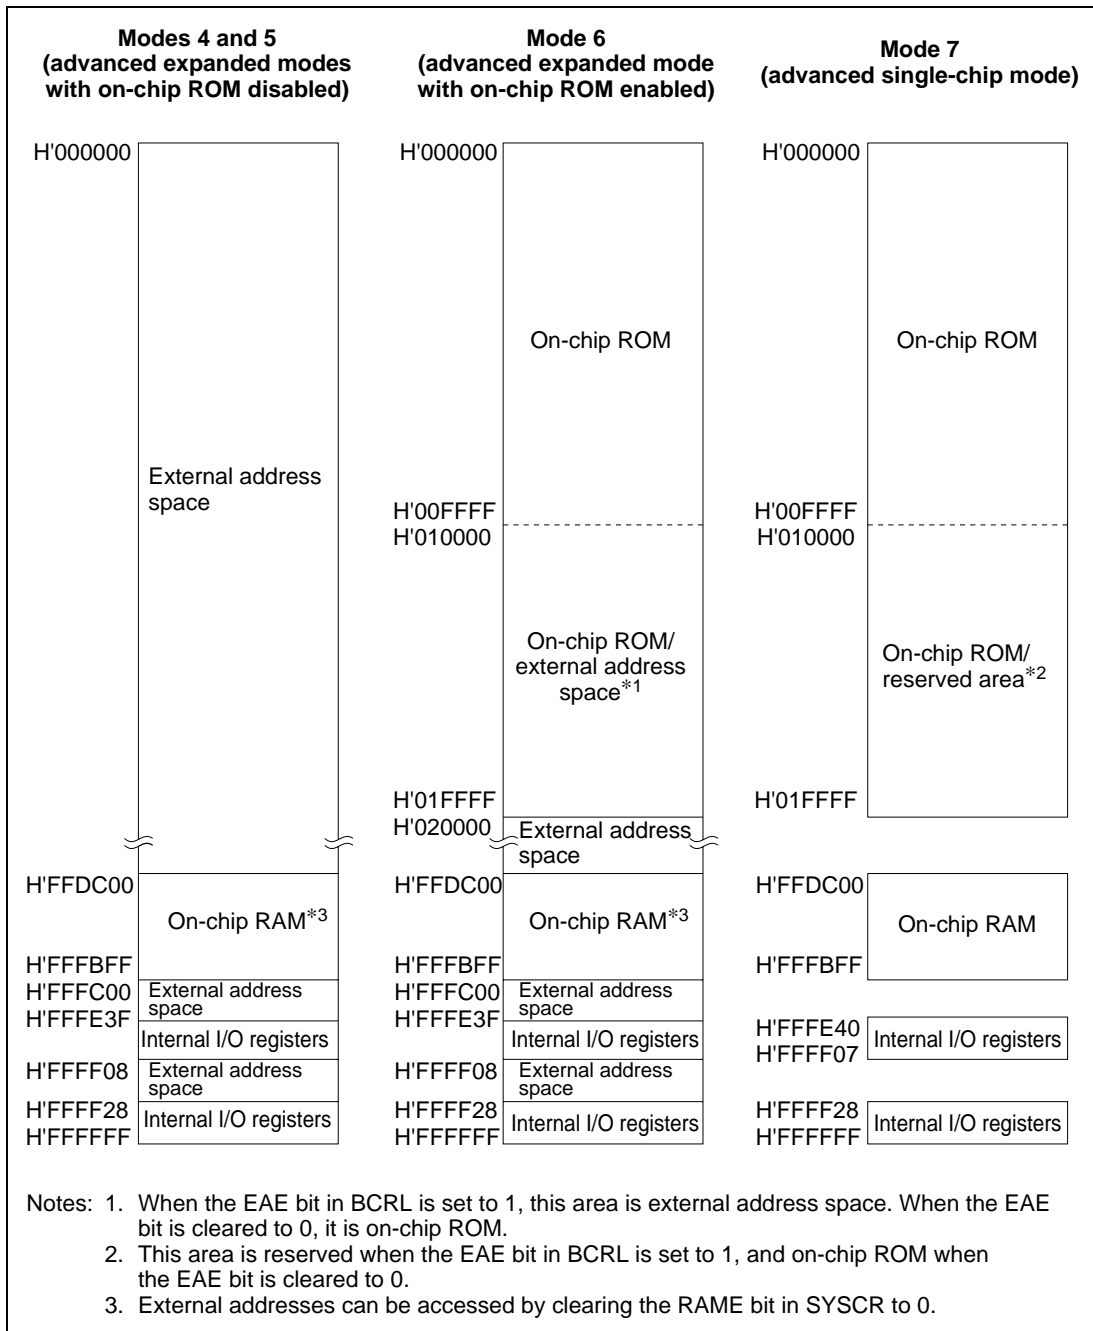 Modes 4 and 5
(advanced expanded modes
with on-chip ROM disabled)
H'000000
External address
space
H'FFDC00
On-chip RAM*3
H'FFFBFF
H'FFFC00
External address
space
H'FFFE3F
Internal I/O registers
H'FFFF08
External address
space
H'FFFF28
Internal I/O registers
H'FFFFFF
Mode 6
(advanced expanded mode
with on-chip ROM enabled)
H'000000
On-chip ROM
H'00FFFF
H'010000
On-chip ROM/
external address
space*1
H'01FFFF
H'020000
External address
space
H'FFDC00
On-chip RAM*3
H'FFFBFF
H'FFFC00
External address
space
H'FFFE3F
Internal I/O registers
H'FFFF08
External address
space
H'FFFF28
Internal I/O registers
H'FFFFFF
Mode 7
(advanced single-chip mode)
H'000000
On-chip ROM
H'00FFFF
H'010000
On-chip ROM/
reserved area*2
H'01FFFF
H'FFDC00
On-chip RAM
H'FFFBFF
H'FFFE40
Internal I/O registers
H'FFFF07
H'FFFF28
Internal I/O registers
H'FFFFFF
Notes: 1. When the EAE bit in BCRL is set to 1, this area is external address space. When the EAE
bit is cleared to 0, it is on-chip ROM.
2. This area is reserved when the EAE bit in BCRL is set to 1, and on-chip ROM when
the EAE bit is cleared to 0.
3. External addresses can be accessed by clearing the RAME bit in SYSCR to 0.